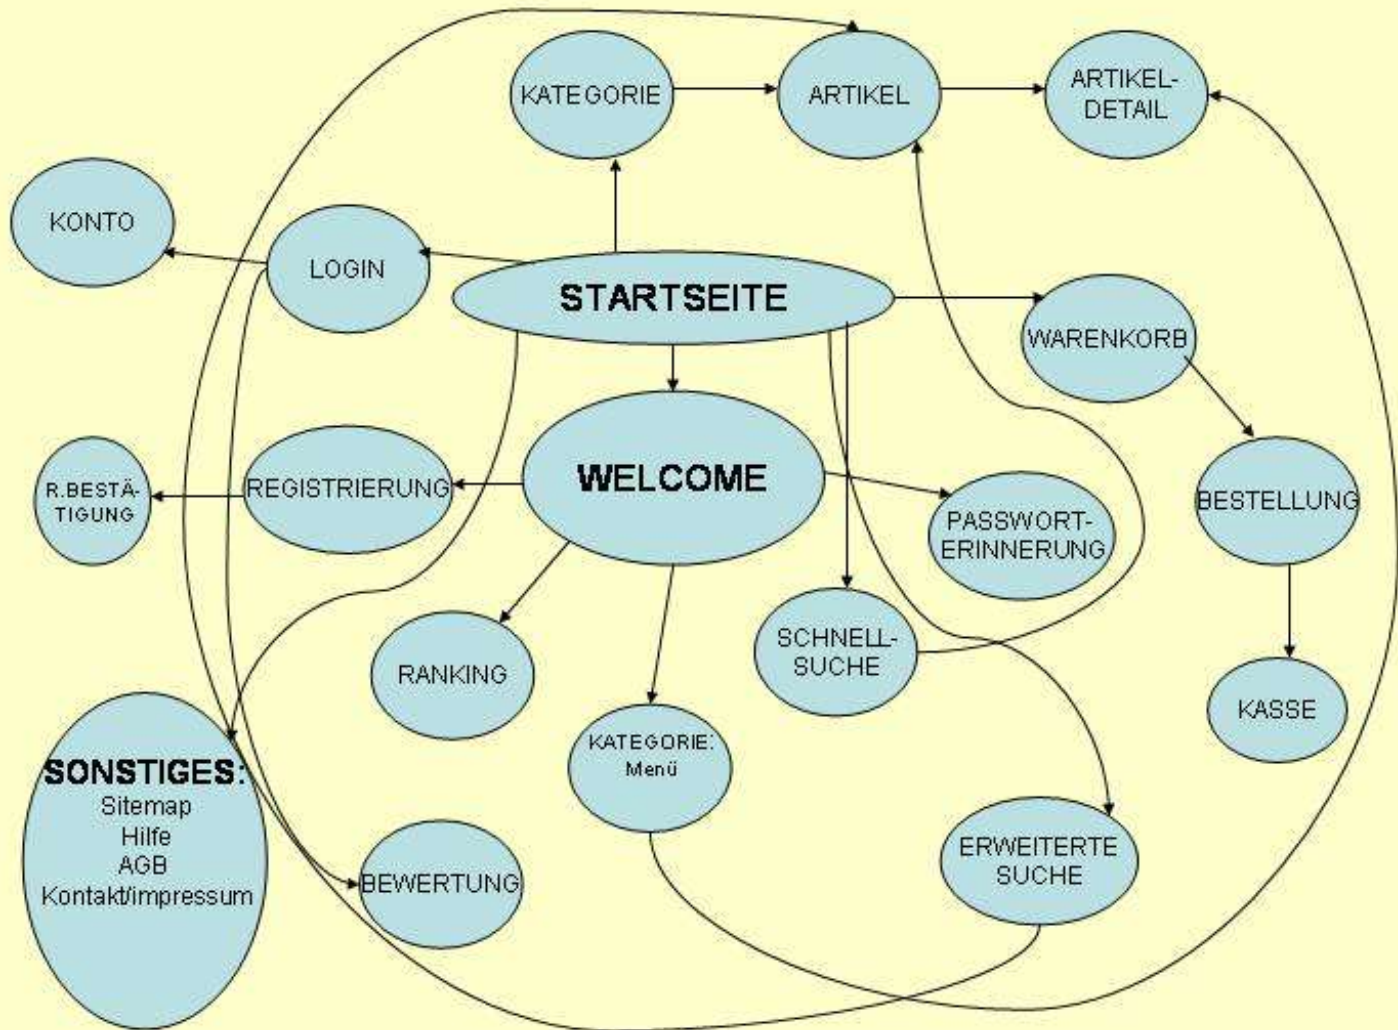 KATEGORIE
ARTIKEL
ARTIKEL-
DETAIL
KONTO
LOGIN
STARTSEITE
WARENKORB
R.BESTÄ-
TIGUNG
REGISTRIERUNG
WELCOME
PASSWORT-
ERINNERUNG
BESTELLUNG
RANKING
SCHNELL-
SUCHE
KASSE
KATEGORIE:
Menü
SONSTIGES:
Sitemap
Hilfe
AGB
Kontakt/impressum
BEWERTUNG
ERWEITERTE
SUCHE